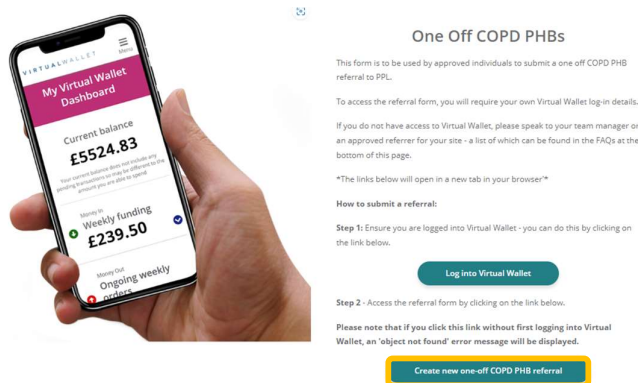 VIRTUALWALLET
Menu
My Virtual Wallet
Dashboard
Current balance
£5524.83
Your current balance does not include any
pending transactions so may be different to the
amount you are able to spend
Money In
Weekly funding
£239.50
Money Out
Ongoing weekly
orders
One Off COPD PHBs
This form is to be used by approved individuals to submit a one off COPD PHB
referral to PPL.
To access the referral form, you will require your own Virtual Wallet log-in details.
If you do not have access to Virtual Wallet, please speak to your team manager or
an approved referrer for your site - a list of which can be found in the FAQs at the
bottom of this page.
*The links below will open in a new tab in your browser'*
How to submit a referral:
Step 1: Ensure you are logged into Virtual Wallet - you can do this by clicking on
the link below.
Log into Virtual Wallet
Step 2 - Access the referral form by clicking on the link below.
Please note that if you click this link without first logging into Virtual
Wallet, an 'object not found' error message will be displayed.
Create new one-off COPD PHB referral